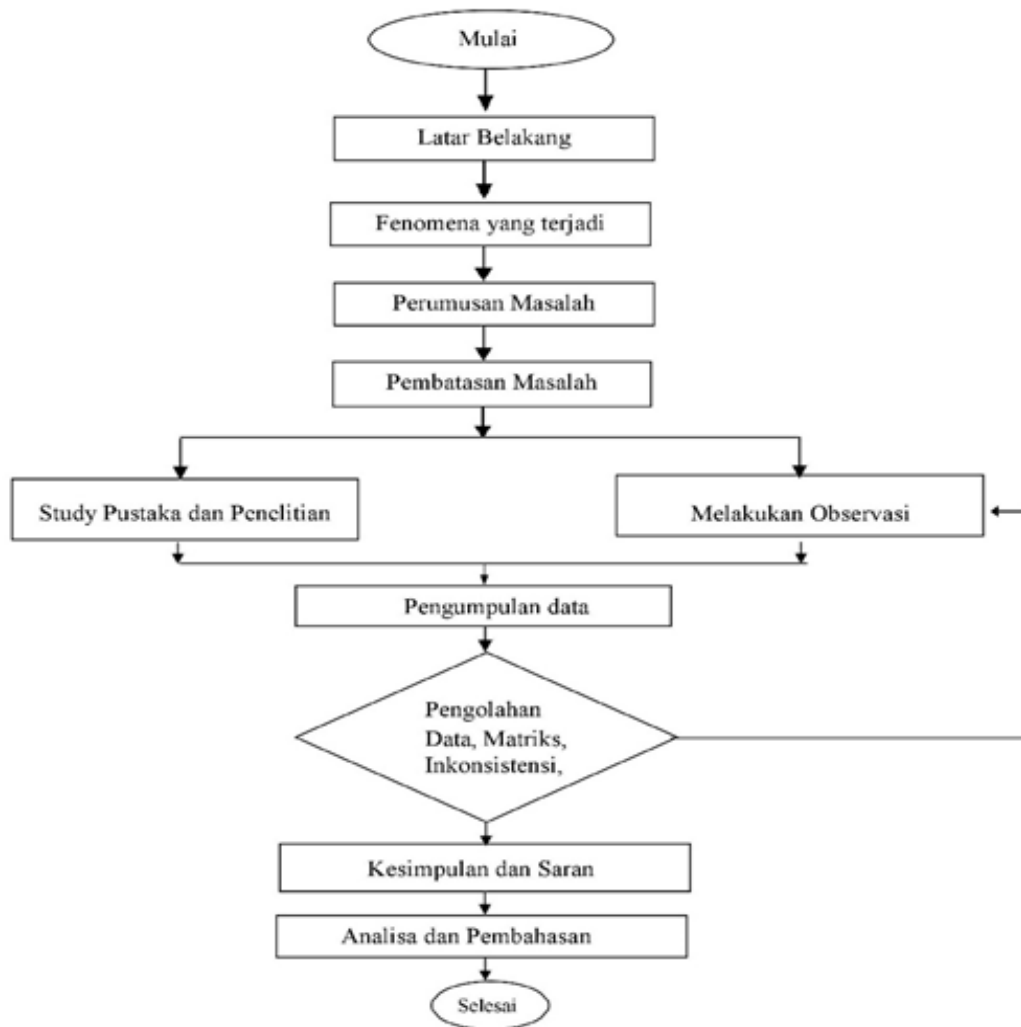 Mulai
Latar Belakang
Fenomena yang terjadi
Perumusan Masalah
Pembatasan Masalah
Study Pustaka dan Penelitian
Melakukan Observasi
Pengumpulan data
Pengolahan
Data, Matriks,
Inkonsistensi,
Kesimpulan dan Saran
Analisa dan Pembahasan
Selesai